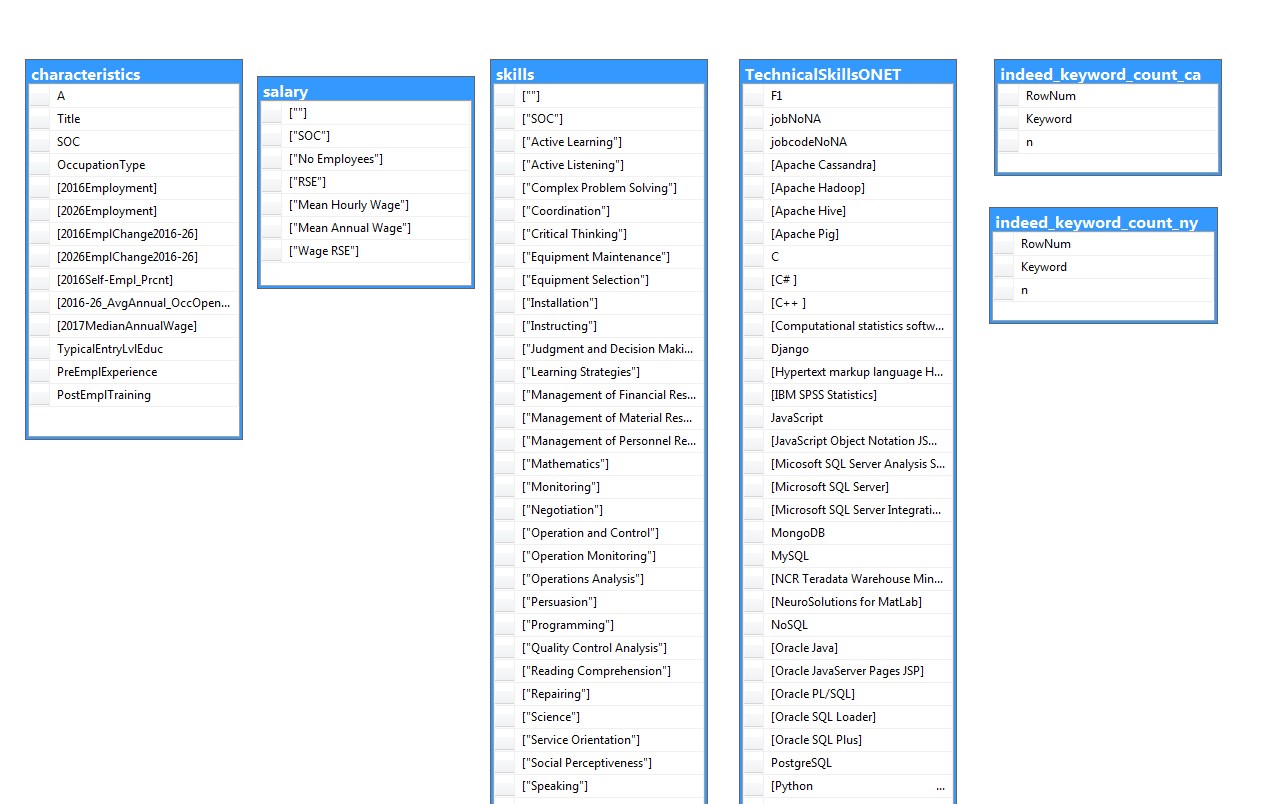 characteristics
A
Title
SOC
OccupationType
[2016Employment]
[2026Employment]
[2016EmplChange2016-26]
[2026EmplChange2016-26]
[2016Self-Empl_Prcnt]
[2016-26_AvgAnnual_OccOpen...
[2017MedianAnnualWage]
TypicalEntryLvlEduc
PreEmplExperience
PostEmplTraining
salary
[""]
["SOC"]
["No Employees"]
["RSE"]
["Mean Hourly Wage"]
["Mean Annual Wage"]
["Wage RSE"]
skills
[""]
["SOC"]
["Active Learning"]
["Active Listening"]
["Complex Problem Solving"]
["Coordination"]
["Critical Thinking"]
["Equipment Maintenance"]
["Equipment Selection"]
["Installation"]
["Instructing"]
["Judgment and Decision Maki...
["Learning Strategies"]
["Management of Financial Res...
["Management of Material Res...
["Management of Personnel Re...
["Mathematics"]
["Monitoring"]
["Negotiation"]
["Operation and Control"]
["Operation Monitoring"]
["Operations Analysis"]
["Persuasion"]
["Programming"]
["Quality Control Analysis"]
["Reading Comprehension"]
["Repairing"]
["Science"]
["Service Orientation"]
["Social Perceptiveness"]
["Speaking"]
TechnicalSkillsONET
F1
jobNoNA
jobcodeNoNA
[Apache Cassandra]
[Apache Hadoop]
[Apache Hive]
[Apache Pig]
C
[C# ]
[C++ ]
[Computational statistics softw...
Django
[Hypertext markup language H...
[IBM SPSS Statistics]
JavaScript
[JavaScript Object Notation JS...
[Micosoft SQL Server Analysis S...
[Microsoft SQL Server]
[Microsoft SQL Server Integrati...
MongoDB
MySQL
[NCR Teradata Warehouse Min...
[NeuroSolutions for MatLab]
NoSQL
[Oracle Java]
[Oracle JavaServer Pages JSP]
[Oracle PL/SQL]
[Oracle SQL Loader]
[Oracle SQL Plus]
PostgreSQL
[Python ...
indeed_keyword_count_ca
RowNum
Keyword
n
indeed_keyword_count_ny
RowNum
Keyword
n